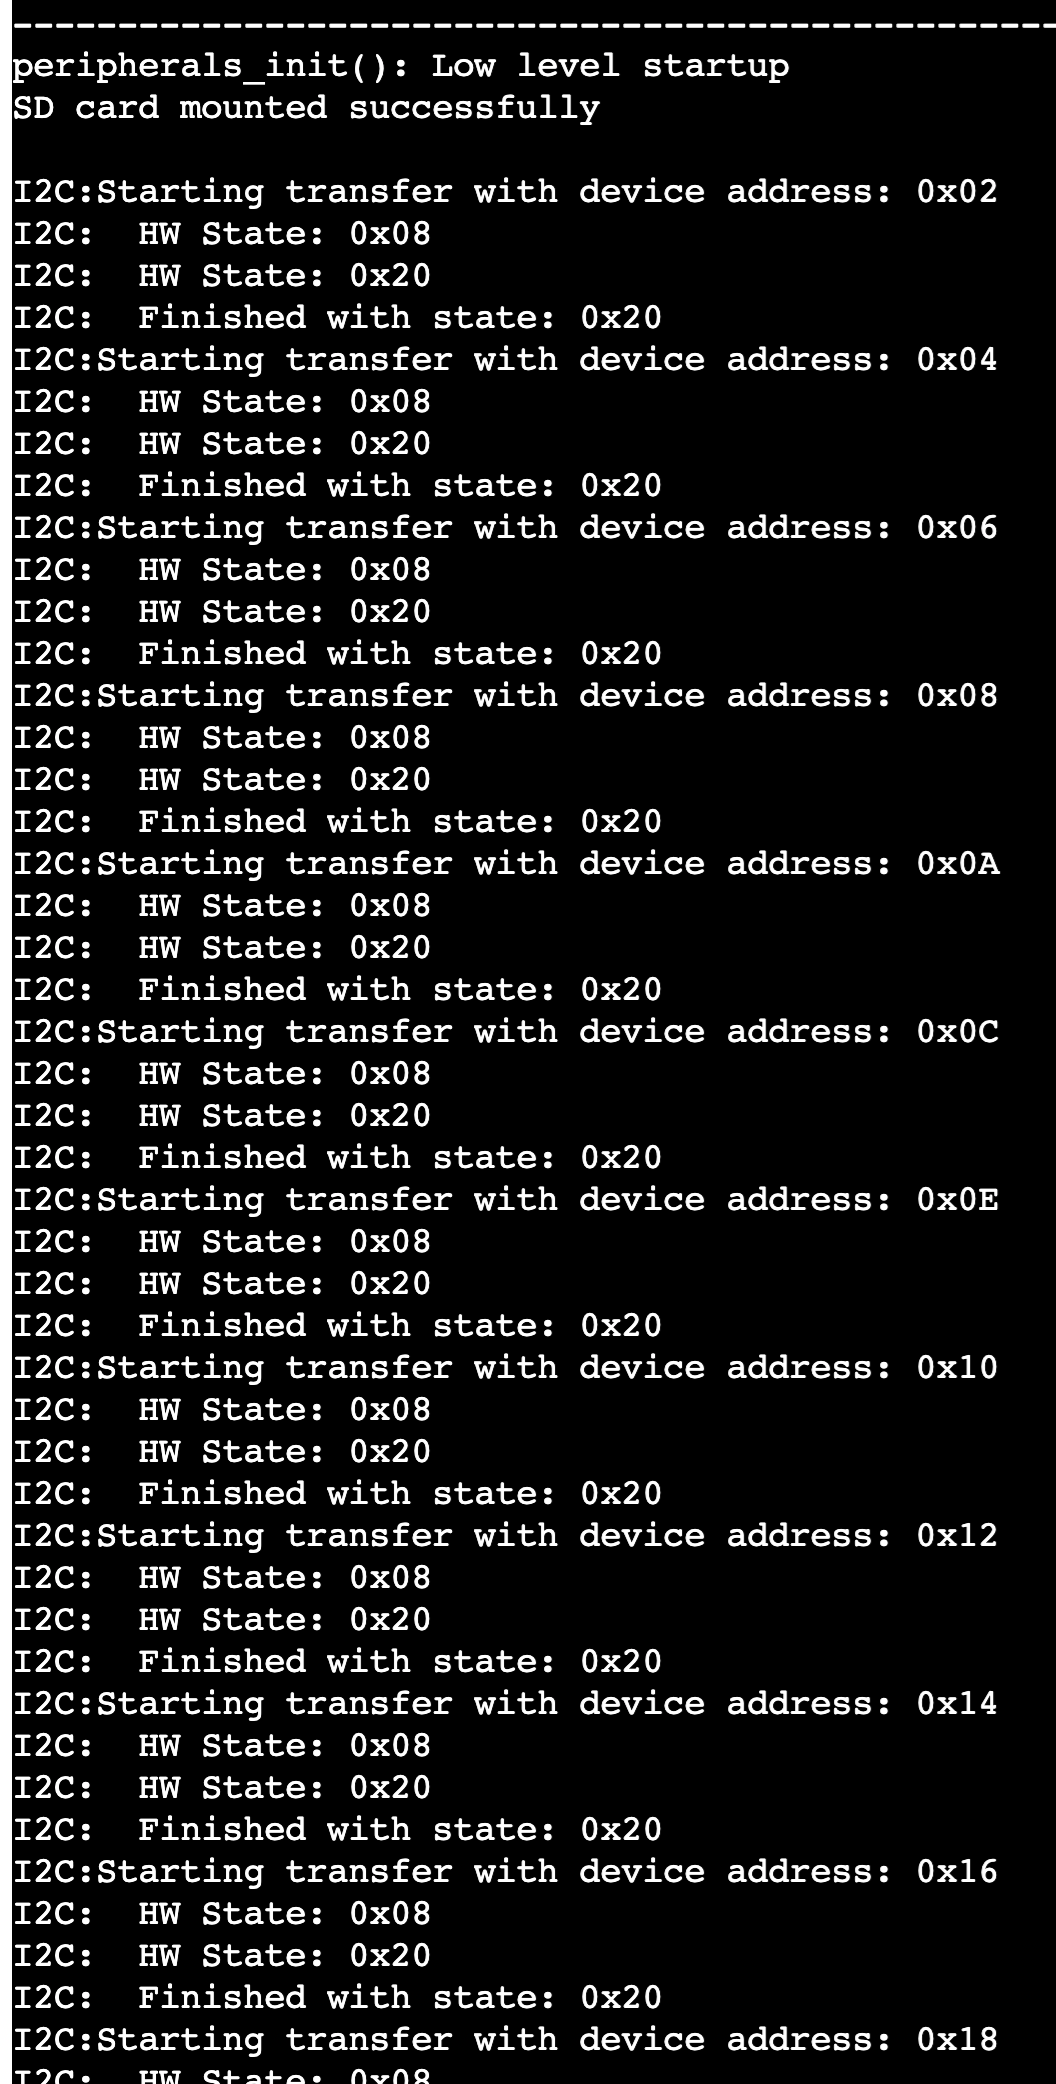 ------------------------------------------------
peripherals_init(): Low level startup
SD card mounted successfully
I2C:Starting transfer with device address: 0x02
I2C:  HW State: 0x08
I2C:  HW State: 0x20
I2C:  Finished with state: 0x20
I2C:Starting transfer with device address: 0x04
I2C:  HW State: 0x08
I2C:  HW State: 0x20
I2C:  Finished with state: 0x20
I2C:Starting transfer with device address: 0x06
I2C:  HW State: 0x08
I2C:  HW State: 0x20
I2C:  Finished with state: 0x20
I2C:Starting transfer with device address: 0x08
I2C:  HW State: 0x08
I2C:  HW State: 0x20
I2C:  Finished with state: 0x20
I2C:Starting transfer with device address: 0x0A
I2C:  HW State: 0x08
I2C:  HW State: 0x20
I2C:  Finished with state: 0x20
I2C:Starting transfer with device address: 0x0C
I2C:  HW State: 0x08
I2C:  HW State: 0x20
I2C:  Finished with state: 0x20
I2C:Starting transfer with device address: 0x0E
I2C:  HW State: 0x08
I2C:  HW State: 0x20
I2C:  Finished with state: 0x20
I2C:Starting transfer with device address: 0x10
I2C:  HW State: 0x08
I2C:  HW State: 0x20
I2C:  Finished with state: 0x20
I2C:Starting transfer with device address: 0x12
I2C:  HW State: 0x08
I2C:  HW State: 0x20
I2C:  Finished with state: 0x20
I2C:Starting transfer with device address: 0x14
I2C:  HW State: 0x08
I2C:  HW State: 0x20
I2C:  Finished with state: 0x20
I2C:Starting transfer with device address: 0x16
I2C:  HW State: 0x08
I2C:  HW State: 0x20
I2C:  Finished with state: 0x20
I2C:Starting transfer with device address: 0x18
I2C:  HW State: 0x08